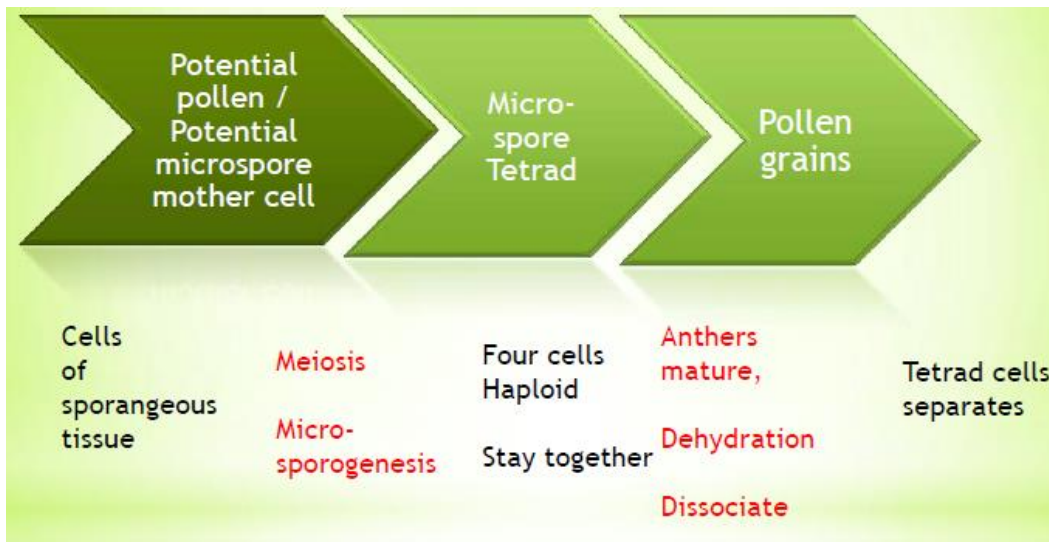 Potential
pollen /
Potential
microspore
mother cell
Micro-
spore
Tetrad
Pollen
grains
Cells
of
sporangeous
tissue
Meiosis
Micro-
sporogenesis
Four cells
Haploid
Stay together
Anthers
mature,
Dehydration
Dissociate
Tetrad cells
separates